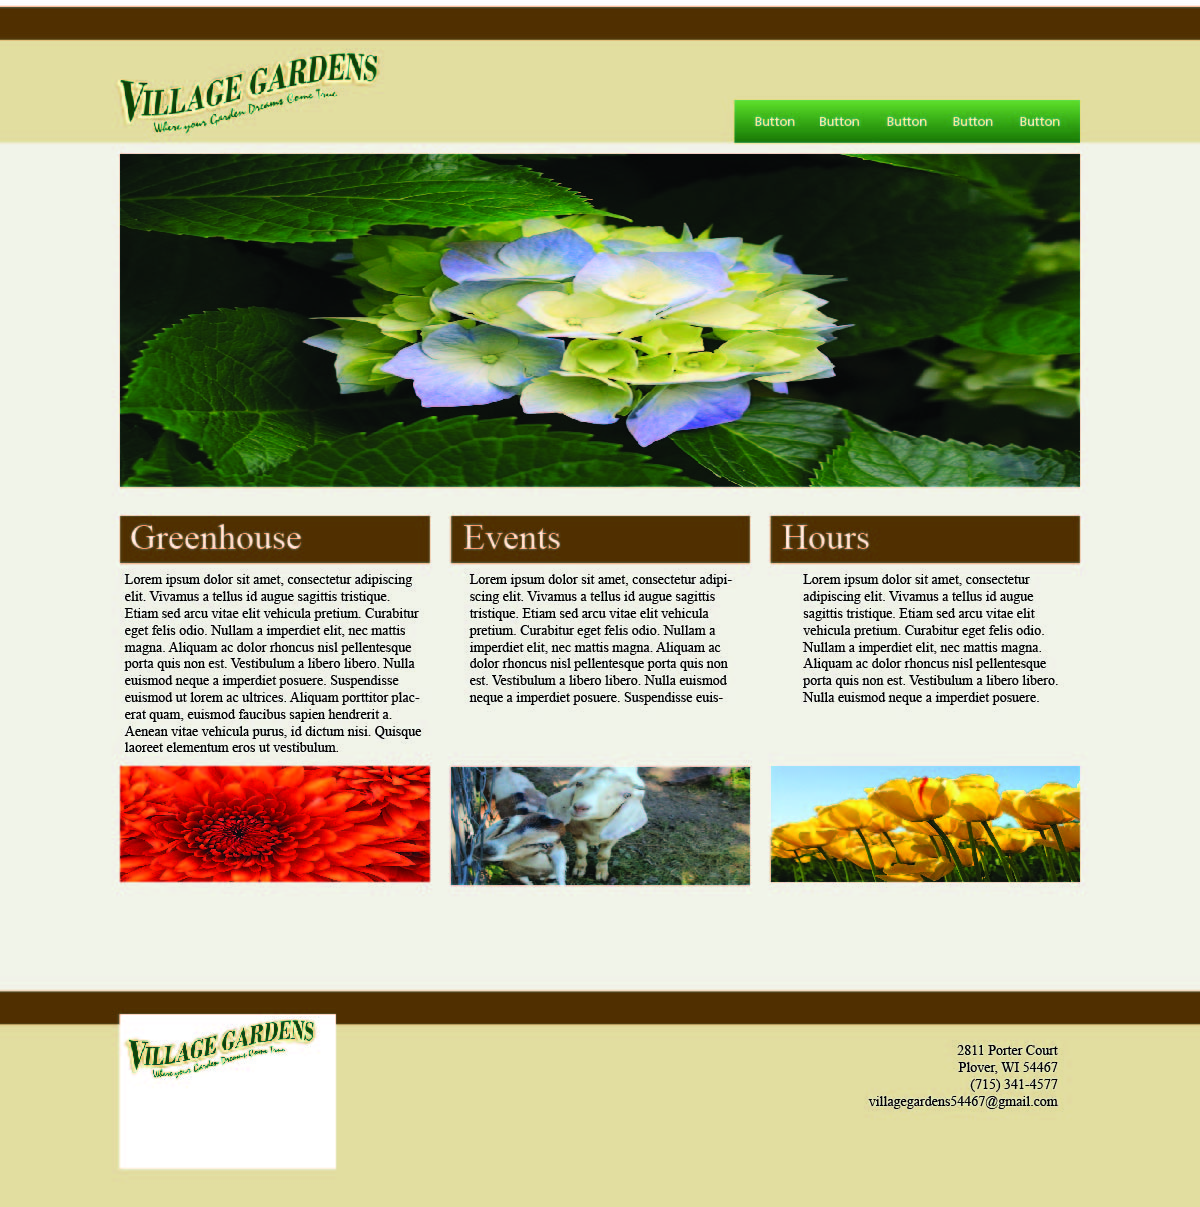 VILLAGE GARDENS
Where your Garden Dreams Come True.
Button Button Button Button Button
Greenhouse
Lorem ipsum dolor sit amet, consectetur adipiscing
elit. Vivamus a tellus id augue sagittis tristique.
Etiam sed arcu vitae elit vehicula pretium. Curabitur
eget felis odio. Nullam a imperdiet elit, nec mattis
magna. Aliquam ac dolor rhoncus nisl pellentesque
porta quis non est. Vestibulum a libero libero. Nulla
euismod neque a imperdiet posuere. Suspendisse
euismod ut lorem ac ultrices. Aliquam porttitor plac-
erat quam, euismod faucibus sapien hendrerit a.
Aenean vitae vehicula purus, id dictum nisi. Quisque
laoreet elementum eros ut vestibulum.
Events
Lorem ipsum dolor sit amet, consectetur adipi-
scing elit. Vivamus a tellus id augue sagittis
tristique. Etiam sed arcu vitae elit vehicula
pretium. Curabitur eget felis odio. Nullam a
imperdiet elit, nec mattis magna. Aliquam ac
dolor rhoncus nisl pellentesque porta quis non
est. Vestibulum a libero libero. Nulla euismod
neque a imperdiet posuere. Suspendisse euis-
Hours
Lorem ipsum dolor sit amet, consectetur
adipiscing elit. Vivamus a tellus id augue
sagittis tristique. Etiam sed arcu vitae elit
vehicula pretium. Curabitur eget felis odio.
Nullam a imperdiet elit, nec mattis magna.
Aliquam ac dolor rhoncus nisl pellentesque
porta quis non est. Vestibulum a libero libero.
Nulla euismod neque a imperdiet posuere.
VILLAGE GARDENS
Where your Garden Dreams Come True.
2811 Porter Court
Plover, WI 54467
(715) 341-4577
villagegardens54467@gmail.com